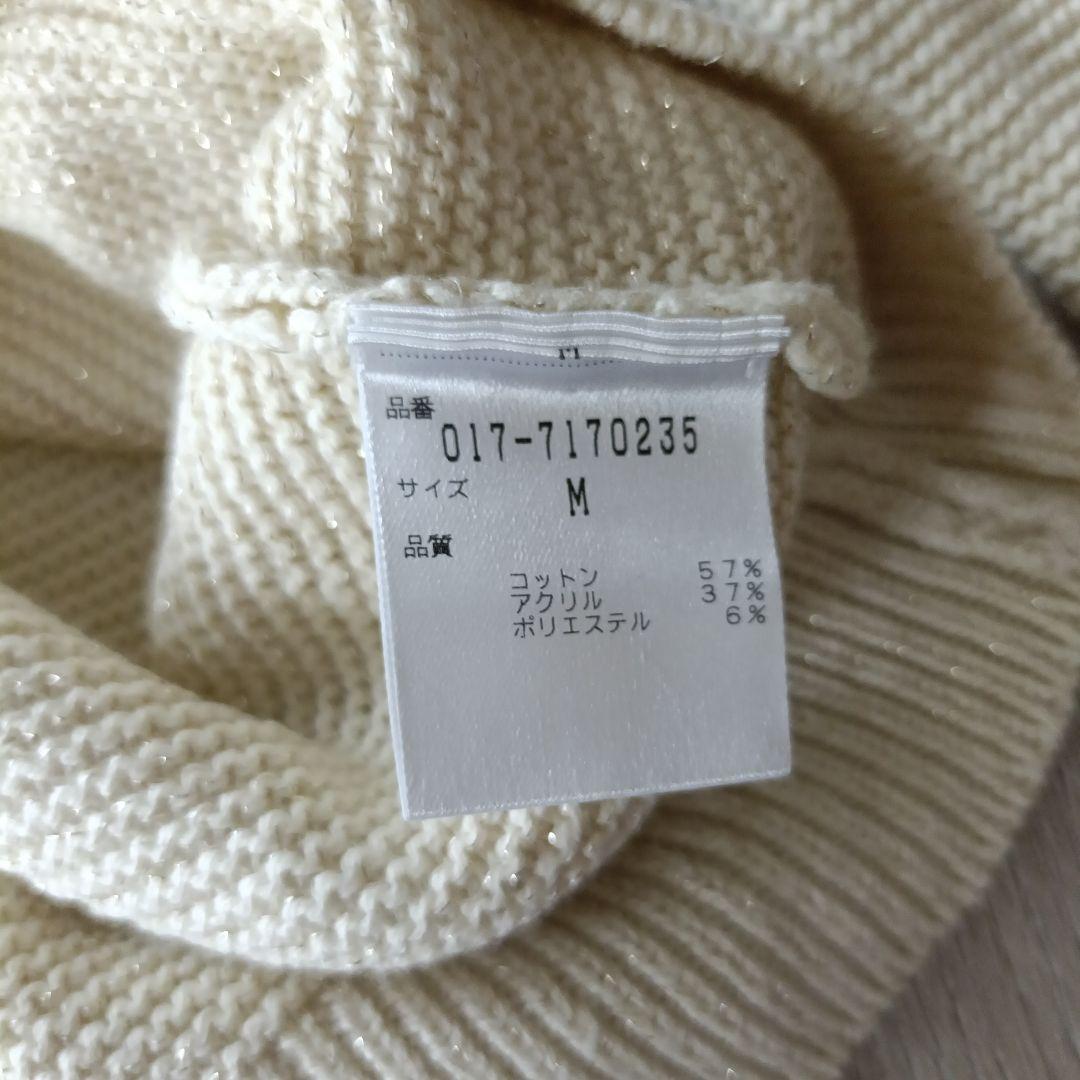 品番
017-7170235
サイズ M
品質
コットン 57%
アクリル 37%
ポリエステル 6%